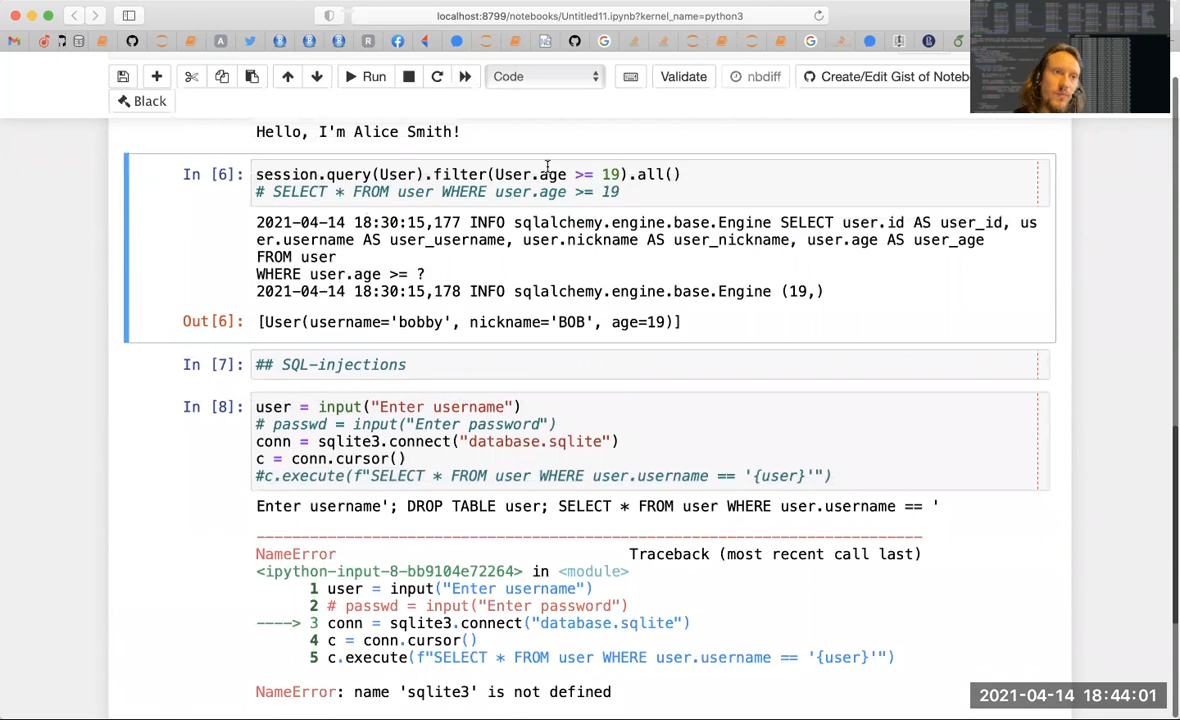 localhost:8799/notebooks/Untitled11.ipynb?kernel_name=python3
Run
Code
Validate
nbdiff
Create/Edit Gist of Noteb
Black
Hello, I'm Alice Smith!
In [6]: session.query(User).filter(User.age >= 19).all()
# SELECT * FROM user WHERE user.age >= 19
2021-04-14 18:30:15,177 INFO sqlalchemy.engine.base.Engine SELECT user.id AS user_id, us
er.username AS user_username, user.nickname AS user_nickname, user.age AS user_age
FROM user
WHERE user.age >= ?
2021-04-14 18:30:15,178 INFO sqlalchemy.engine.base.Engine (19,)
Out[6]: [User(username='bobby', nickname='BOB', age=19)]
In [7]: ## SQL-injections
In [8]: user = input("Enter username")
# passwd = input("Enter password")
conn = sqlite3.connect("database.sqlite")
c = conn.cursor()
#c.execute(f"SELECT * FROM user WHERE user.username == '{user}'")
Enter username'; DROP TABLE user; SELECT * FROM user WHERE user.username == '
---------------------------------------------------------------------------
NameError Traceback (most recent call last)
<ipython-input-8-bb9104e72264> in <module>
1 user = input("Enter username")
2 # passwd = input("Enter password")
----> 3 conn = sqlite3.connect("database.sqlite")
4 c = conn.cursor()
5 c.execute(f"SELECT * FROM user WHERE user.username == '{user}'")
NameError: name 'sqlite3' is not defined
2021-04-14 18:44:01